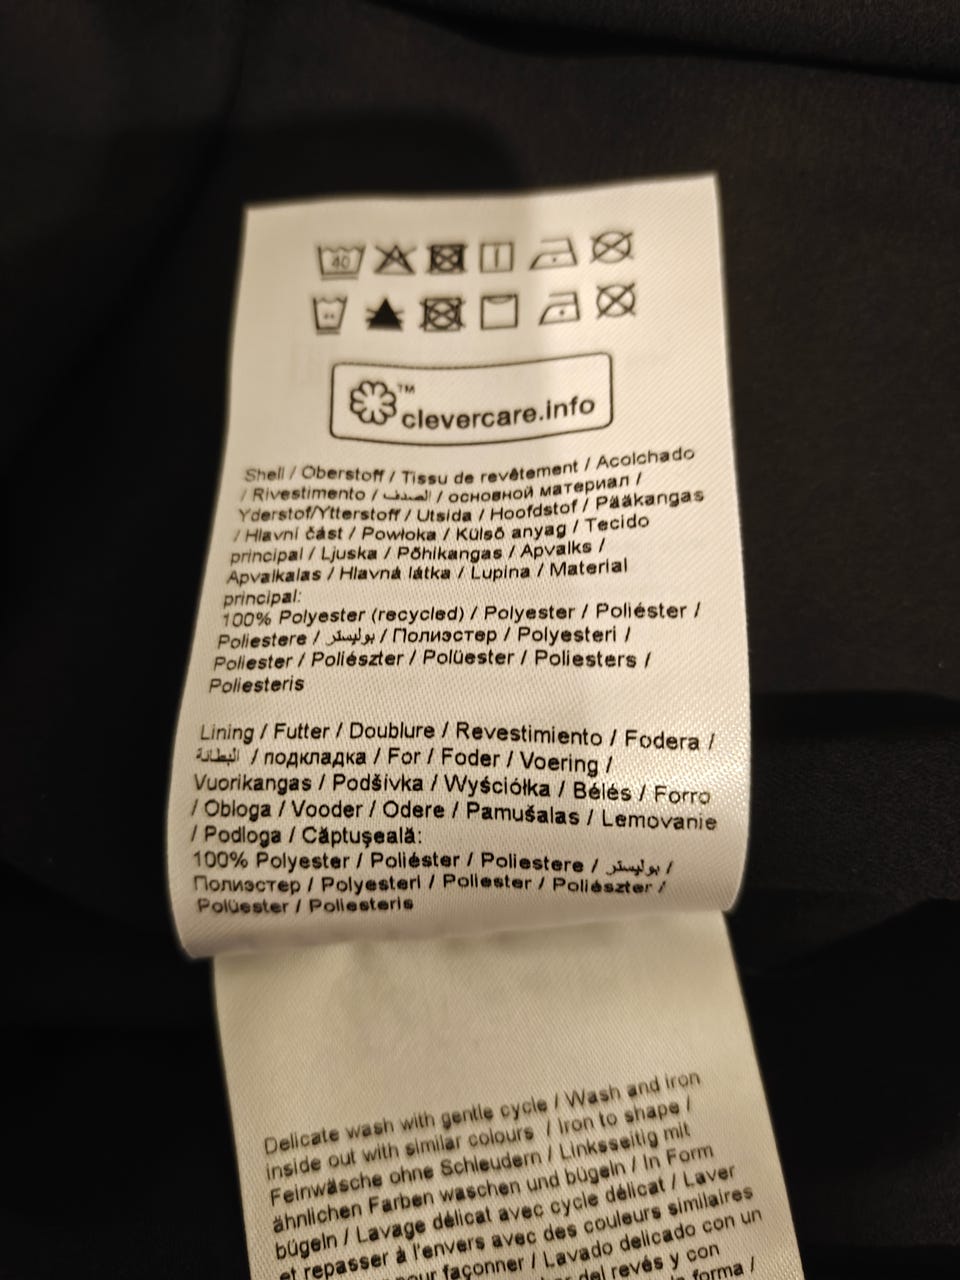 40
™ clevercare.info
Shell / Oberstoff / Tissu de revêtement / Acolchado
/ Rivestimento / الصدف / основной материал /
Yderstof/Ytterstoff / Utsida / Hoofdstof / Pääkangas
/ Hlavní část / Powłoka / Külső anyag / Tecido
principal / Ljuska / Põhikangas / Apvalks /
Apvalkalas / Hlavná látka / Lupina / Material
principal:
100% Polyester (recycled) / Polyester / Poliéster /
Poliestere / بوليستر / Полиэстер / Polyesteri /
Poliester / Poliészter / Polüester / Poliesters /
Poliesteris
Lining / Futter / Doublure / Revestimiento / Fodera /
البطانة / подкладка / For / Foder / Voering /
Vuorikangas / Podšívka / Wyściółka / Bélés / Forro
/ Obloga / Vooder / Odere / Pamušalas / Lemovanie
/ Podloga / Căptușeală:
100% Polyester / Poliéster / Poliestere / بوليستر /
Полиэстер / Polyesteri / Poliester / Poliészter /
Polüester / Poliesteris
Delicate wash with gentle cycle / Wash and iron
inside out with similar colours / Iron to shape /
Feinwäsche ohne Schleudern / Linksseitig mit
ähnlichen Farben waschen und bügeln / In Form
bügeln / Lavage délicat avec cycle délicat / Laver
et repasser à l'envers avec des couleurs similaires
pour façonner / Lavado delicado con un
del revés y con
forma /